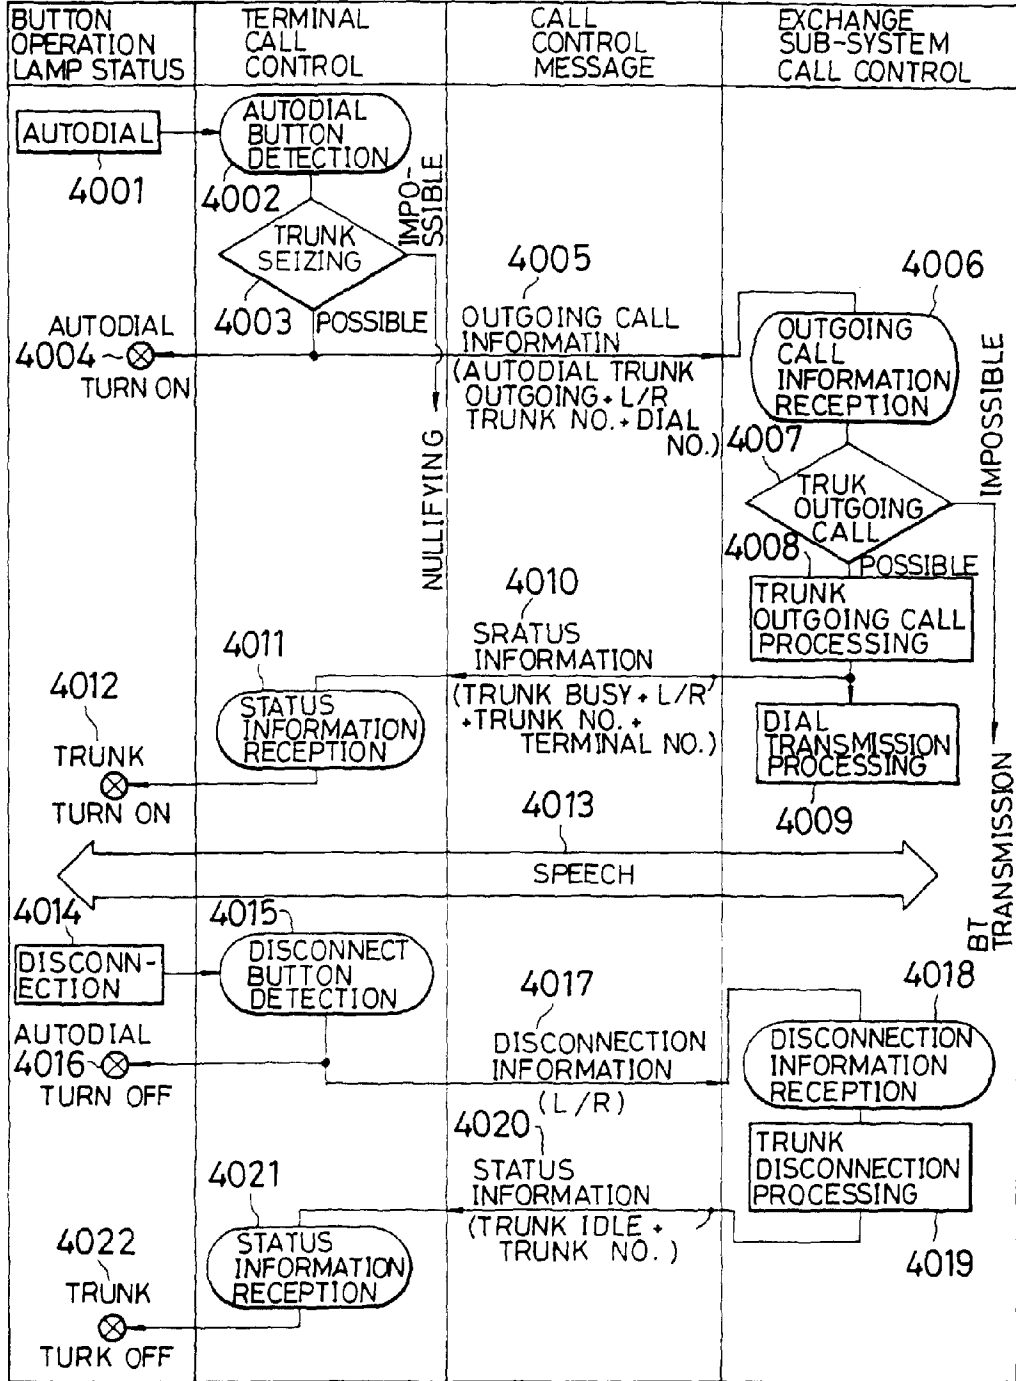 BUTTON
OPERATION
LAMP STATUS
TERMINAL
CALL
CONTROL
CALL
CONTROL
MESSAGE
EXCHANGE
SUB-SYSTEM
CALL CONTROL
AUTODIAL
4001
AUTODIAL
BUTTON
DETECTION
4002
IMPO-
SSIBLE
TRUNK
SEIZING
4003
POSSIBLE
AUTODIAL
4004
TURN ON
NULLIFYING
4005
OUTGOING CALL
INFORMATIN
(AUTODIAL TRUNK
OUTGOING + L/R
TRUNK NO. + DIAL
NO.)
4006
OUTGOING
CALL
INFORMATION
RECEPTION
IMPOSSIBLE
4007
TRUK
OUTGOING
CALL
4008
POSSIBLE
TRUNK
OUTGOING CALL
PROCESSING
4010
SRATUS
INFORMATION
(TRUNK BUSY + L/R
+ TRUNK NO. +
TERMINAL NO.)
4011
STATUS
INFORMATION
RECEPTION
4012
TRUNK
TURN ON
DIAL
TRANSMISSION
PROCESSING
4009
BT
TRANSMISSION
4013
SPEECH
4014
DISCONN-
ECTION
4015
DISCONNECT
BUTTON
DETECTION
AUTODIAL
4016
TURN OFF
4017
DISCONNECTION
INFORMATION
(L/R)
4018
DISCONNECTION
INFORMATION
RECEPTION
TRUNK
DISCONNECTION
PROCESSING
4019
4020
STATUS
INFORMATION
(TRUNK IDLE +
TRUNK NO.)
4021
STATUS
INFORMATION
RECEPTION
4022
TRUNK
TURK OFF